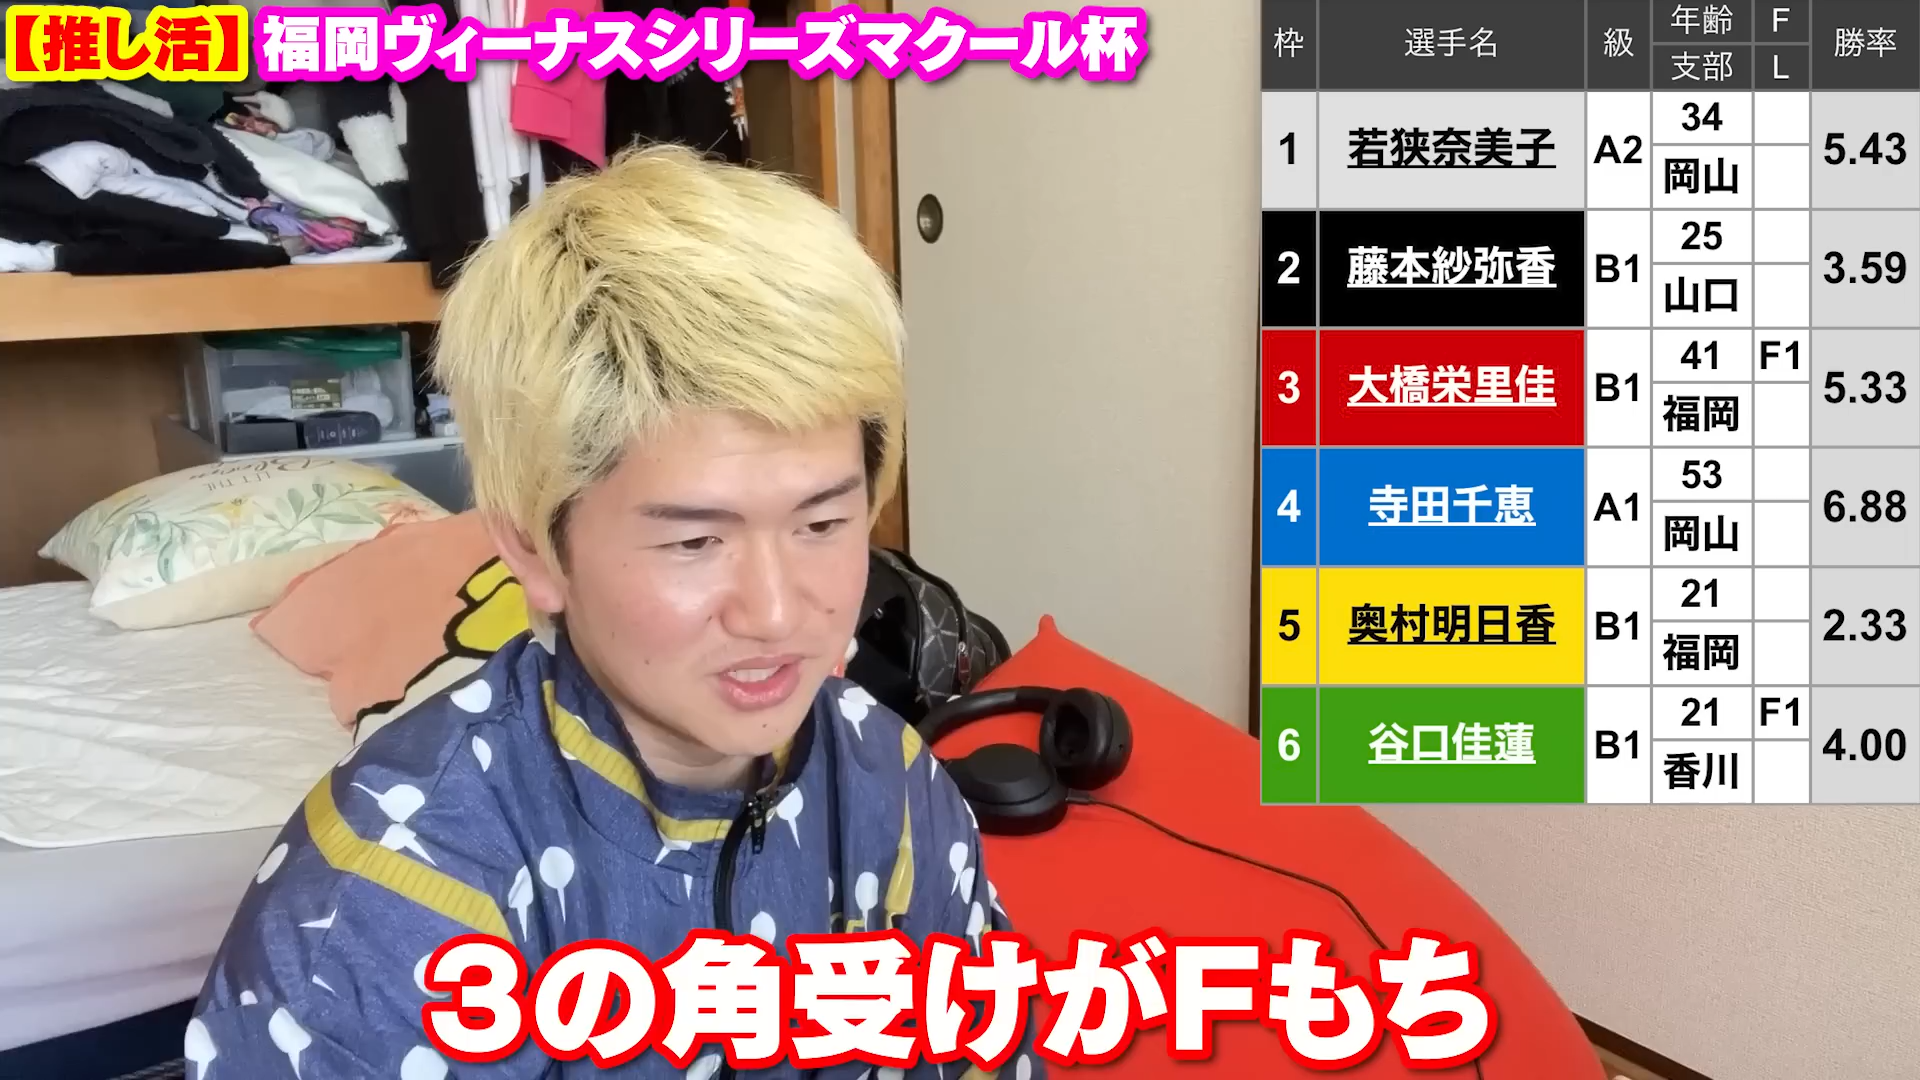 【推し活】福岡ヴィーナスシリーズマクール杯
枠 選手名 級 年齢 支部 F L 勝率
1 若狭奈美子 A2 34 岡山 5.43
2 藤本紗弥香 B1 25 山口 3.59
3 大橋栄里佳 B1 41 福岡 F1 5.33
4 寺田千恵 A1 53 岡山 6.88
5 奥村明日香 B1 21 福岡 2.33
6 谷口佳蓮 B1 21 香川 F1 4.00
LET THE
3の角受けがFもち